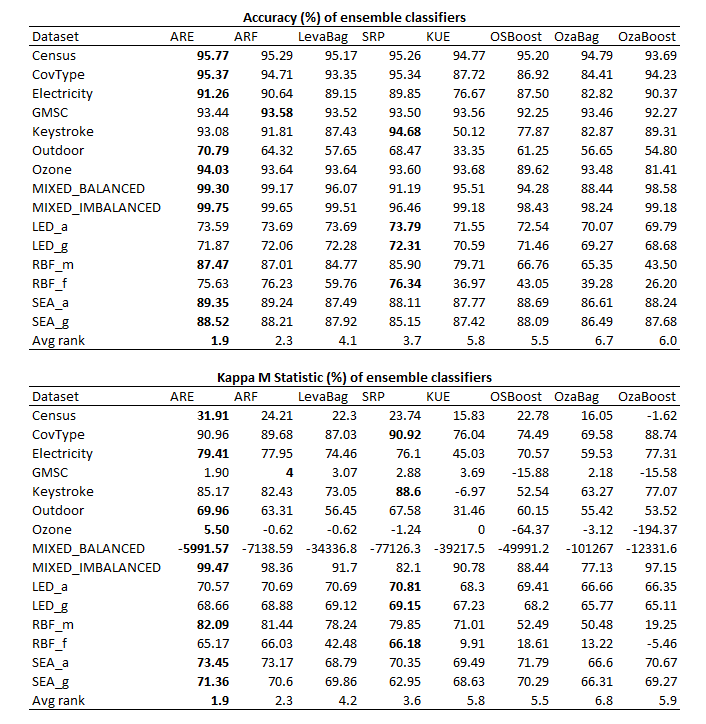 Accuracy (%) of ensemble classifiers
Dataset ARE ARF LevaBag SRP KUE OSBoost OzaBag OzaBoost
Census 95.77 95.29 95.17 95.26 94.77 95.20 94.79 93.69
CovType 95.37 94.71 93.35 95.34 87.72 86.92 84.41 94.23
Electricity 91.26 90.64 89.15 89.85 76.67 87.50 82.82 90.37
GMSC 93.44 93.58 93.52 93.50 93.56 92.25 93.46 92.27
Keystroke 93.08 91.81 87.43 94.68 50.12 77.87 82.87 89.31
Outdoor 70.79 64.32 57.65 68.47 33.35 61.25 56.65 54.80
Ozone 94.03 93.64 93.64 93.60 93.68 89.62 93.48 81.41
MIXED_BALANCED 99.30 99.17 96.07 91.19 95.51 94.28 88.44 98.58
MIXED_IMBALANCED 99.75 99.65 99.51 96.46 99.18 98.43 98.24 99.18
LED_a 73.59 73.69 73.69 73.79 71.55 72.54 70.07 69.79
LED_g 71.87 72.06 72.28 72.31 70.59 71.46 69.27 68.68
RBF_m 87.47 87.01 84.77 85.90 79.71 66.76 65.35 43.50
RBF_f 75.63 76.23 59.76 76.34 36.97 43.05 39.28 26.20
SEA_a 89.35 89.24 87.49 88.11 87.77 88.69 86.61 88.24
SEA_g 88.52 88.21 87.92 85.15 87.42 88.09 86.49 87.68
Avg rank 1.9 2.3 4.1 3.7 5.8 5.5 6.7 6.0
Kappa M Statistic (%) of ensemble classifiers
Dataset ARE ARF LevaBag SRP KUE OSBoost OzaBag OzaBoost
Census 31.91 24.21 22.3 23.74 15.83 22.78 16.05 -1.62
CovType 90.96 89.68 87.03 90.92 76.04 74.49 69.58 88.74
Electricity 79.41 77.95 74.46 76.1 45.03 70.57 59.53 77.31
GMSC 1.90 4 3.07 2.88 3.69 -15.88 2.18 -15.58
Keystroke 85.17 82.43 73.05 88.6 -6.97 52.54 63.27 77.07
Outdoor 69.96 63.31 56.45 67.58 31.46 60.15 55.42 53.52
Ozone 5.50 -0.62 -0.62 -1.24 0 -64.37 -3.12 -194.37
MIXED_BALANCED -5991.57 -7138.59 -34336.8 -77126.3 -39217.5 -49991.2 -101267 -12331.6
MIXED_IMBALANCED 99.47 98.36 91.7 82.1 90.78 88.44 77.13 97.15
LED_a 70.57 70.69 70.69 70.81 68.3 69.41 66.66 66.35
LED_g 68.66 68.88 69.12 69.15 67.23 68.2 65.77 65.11
RBF_m 82.09 81.44 78.24 79.85 71.01 52.49 50.48 19.25
RBF_f 65.17 66.03 42.48 66.18 9.91 18.61 13.22 -5.46
SEA_a 73.45 73.17 68.79 70.35 69.49 71.79 66.6 70.67
SEA_g 71.36 70.6 69.86 62.95 68.63 70.29 66.31 69.27
Avg rank 1.9 2.3 4.2 3.6 5.8 5.5 6.8 5.9